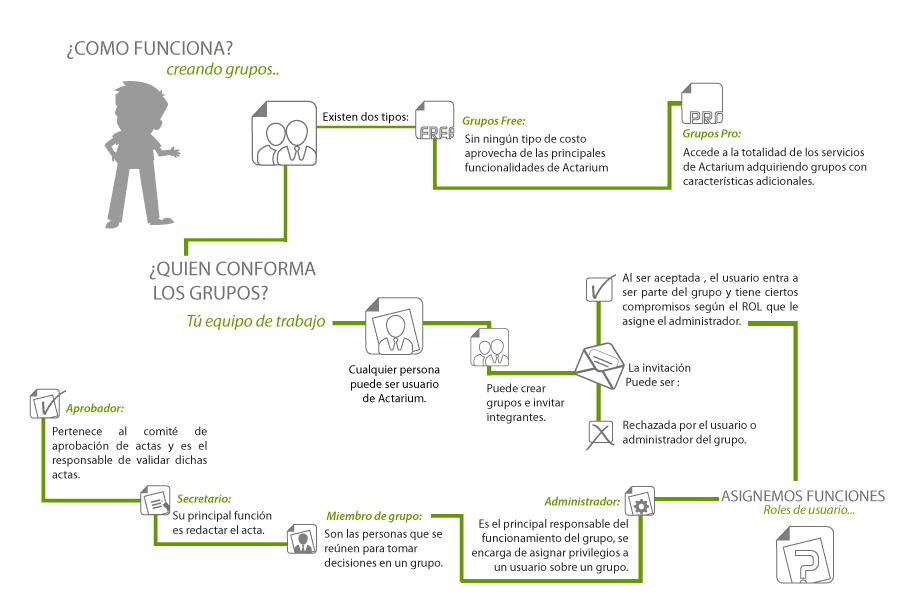 ¿COMO FUNCIONA?
creando grupos..
Existen dos tipos:
FREE
Grupos Free:
Sin ningún tipo de costo
aprovecha de las principales
funcionalidades de Actarium
PRO
Grupos Pro:
Accede a la totalidad de los servicios
de Actarium adquiriendo grupos con
características adicionales.
¿QUIEN CONFORMA
LOS GRUPOS?
Tú equipo de trabajo
Cualquier persona
puede ser usuario
de Actarium.
Puede crear
grupos e invitar
integrantes.
Al ser aceptada , el usuario entra a
ser parte del grupo y tiene ciertos
compromisos según el ROL que le
asigne el administrador.
La invitación
Puede ser :
Rechazada por el usuario o
administrador del grupo.
ASIGNEMOS FUNCIONES
Roles de usuario...
Administrador:
Es el principal responsable del
funcionamiento del grupo, se
encarga de asignar privilegios a
un usuario sobre un grupo.
Miembro de grupo:
Son las personas que se
reúnen para tomar
decisiones en un grupo.
Secretario:
Su principal función
es redactar el acta.
Aprobador:
Pertenece al comité de
aprobación de actas y es el
responsable de validar dichas
actas.